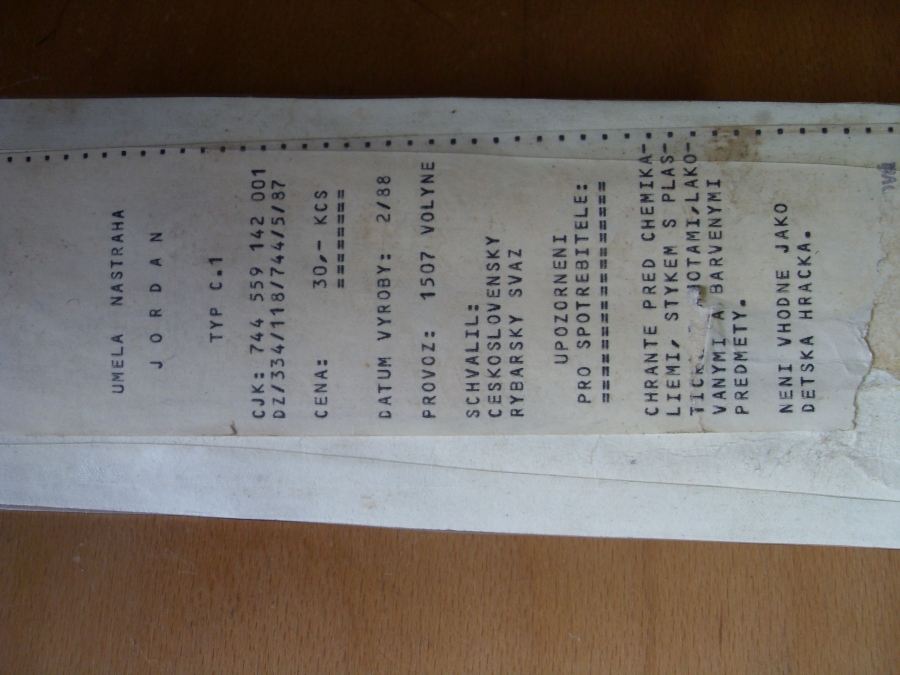 UMELA NASTRAHA
J O R D A N
TYP C.1
CJK: 744 559 142 001
DZ/334/118/744/5/87
CENA: 30,- KCS
========
DATUM VYROBY: 2/88
PROVOZ: 1507 VOLYNE
SCHVALIL:
CESKOSLOVENSKY
RYBARSKY SVAZ
UPOZORNENI
PRO SPOTREBITELE:
=================
CHRANTE PRED CHEMIKA-
LIEMI, STYKEM S PLAS-
LAKO-
VANYMI A BARVENYMI
PREDMETY.
NENI VHODNE JAKO
DETSKA HRACKA.